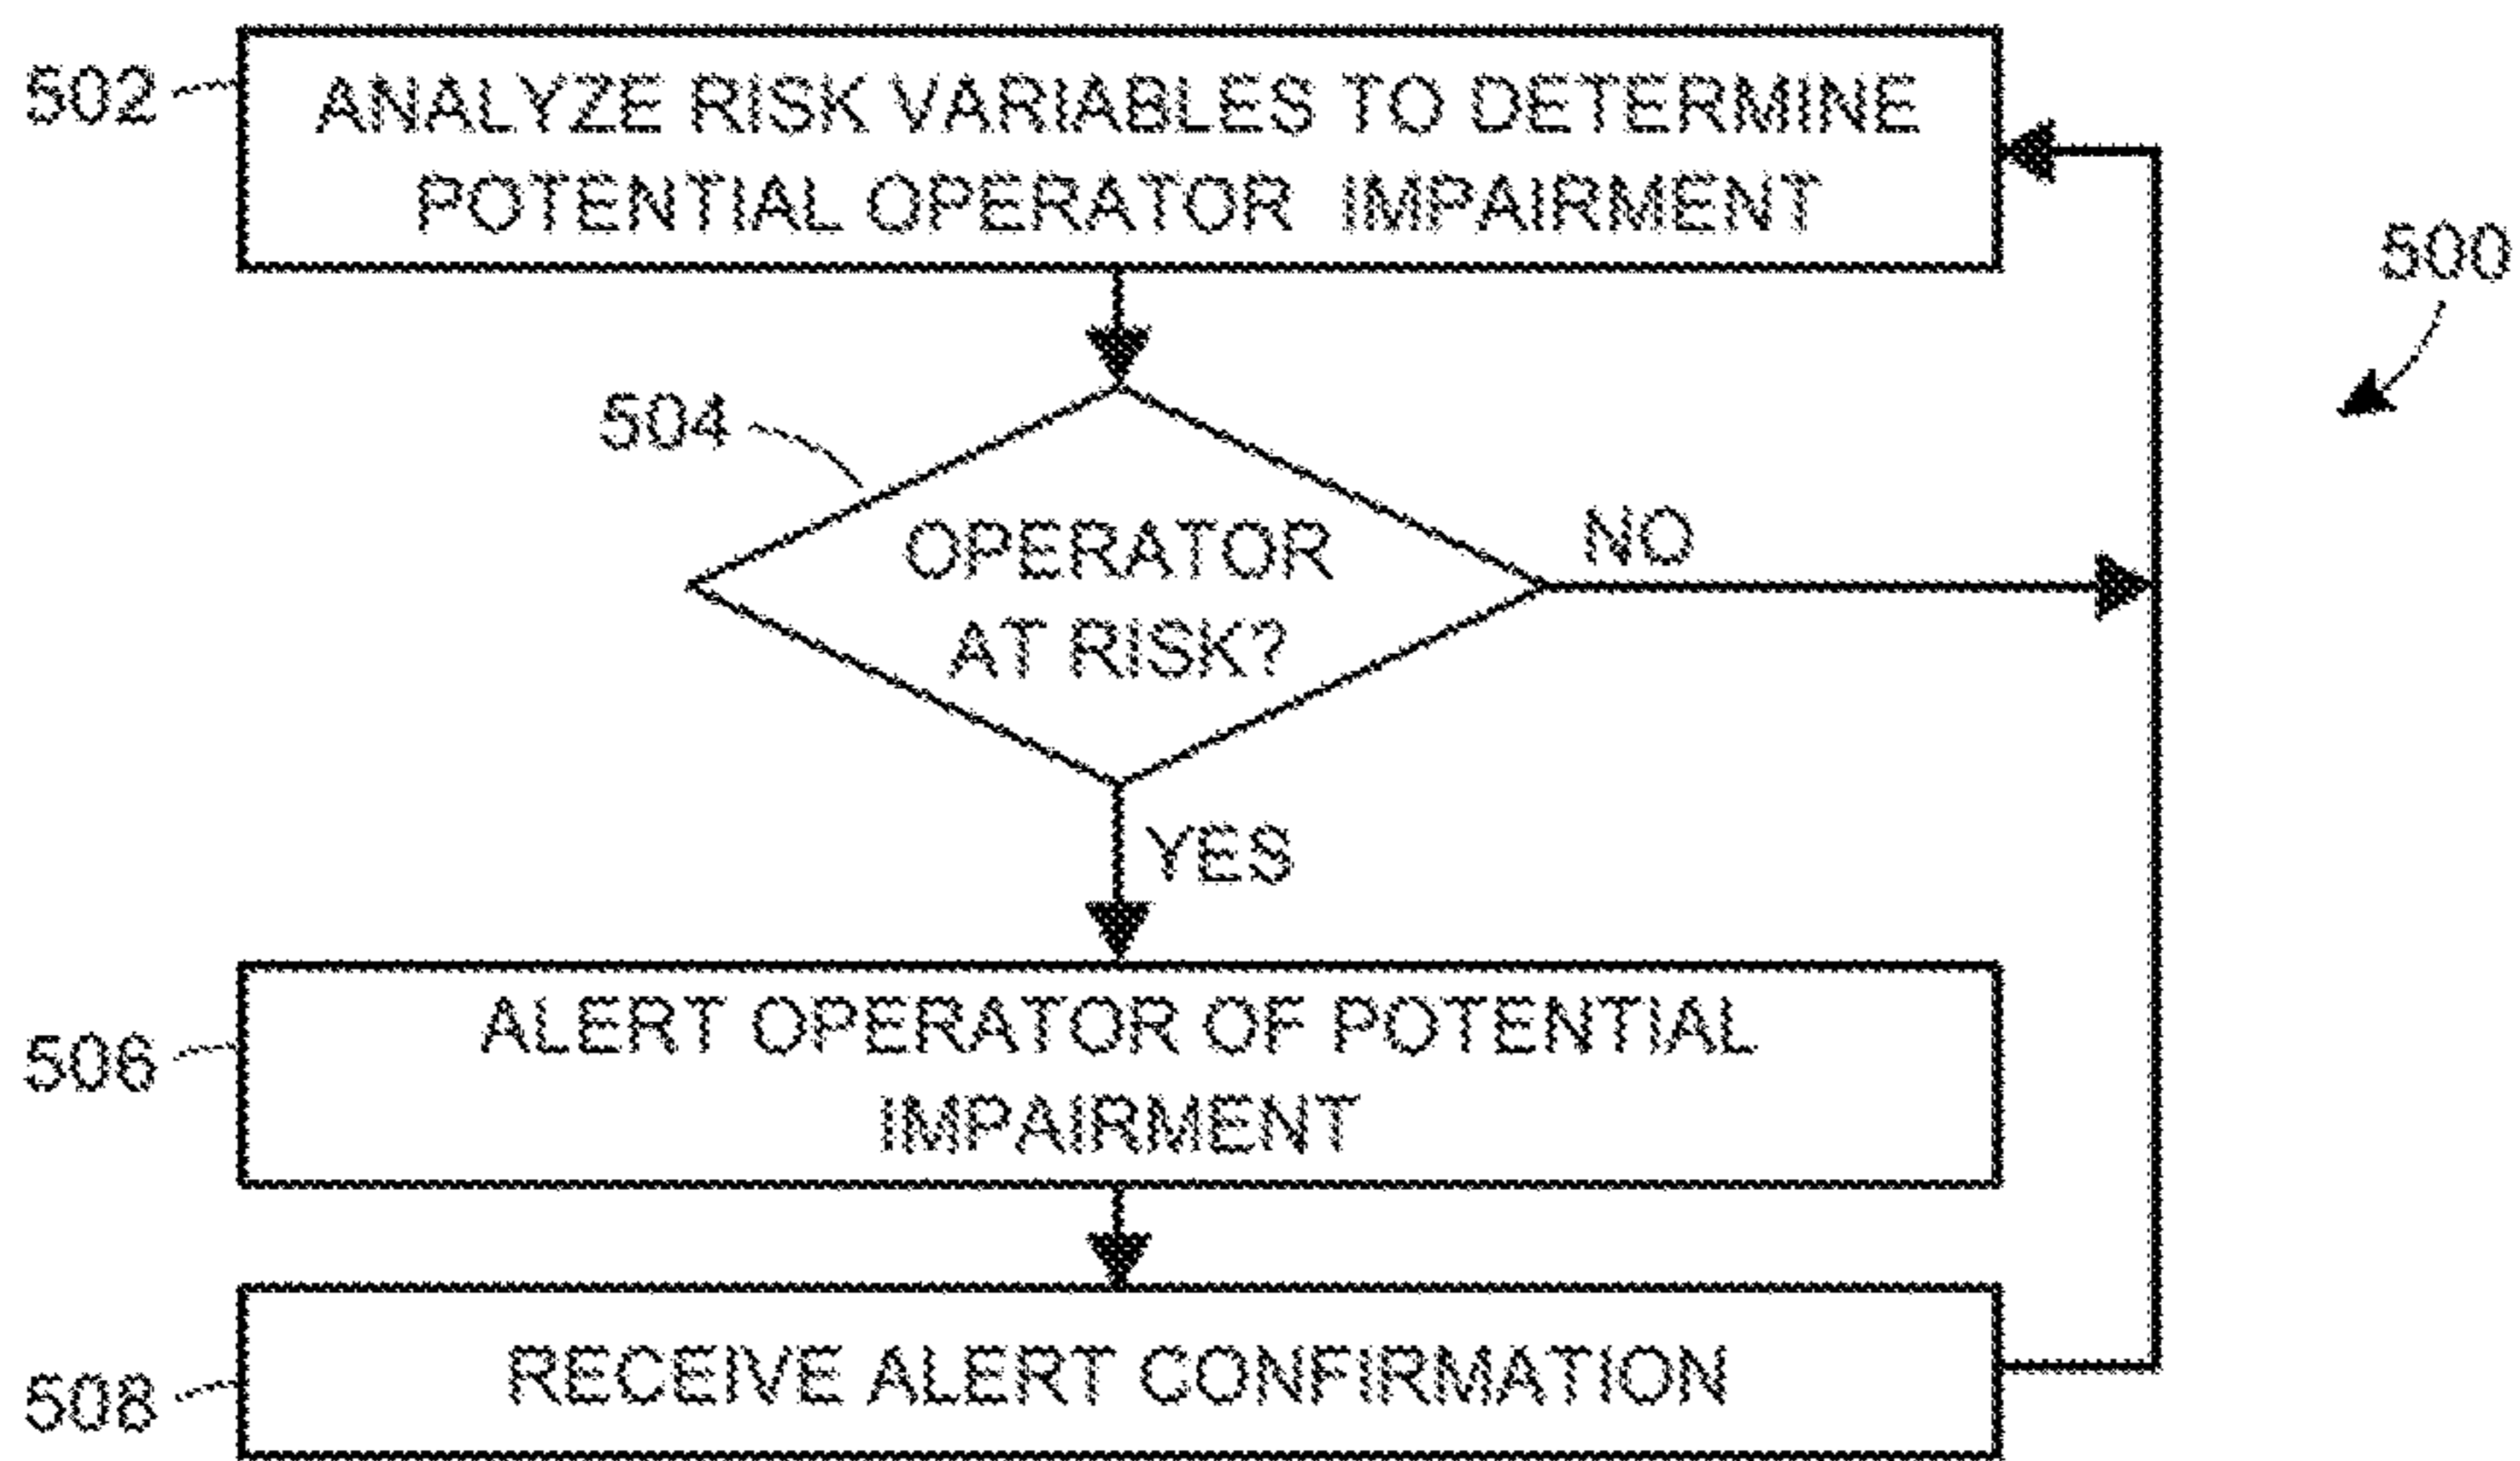 502
ANALYZE RISK VARIABLES TO DETERMINE
POTENTIAL OPERATOR IMPAIRMENT
500
504
OPERATOR
AT RISK?
NO
YES
506
ALERT OPERATOR OF POTENTIAL
IMPAIRMENT
508
RECEIVE ALERT CONFIRMATION